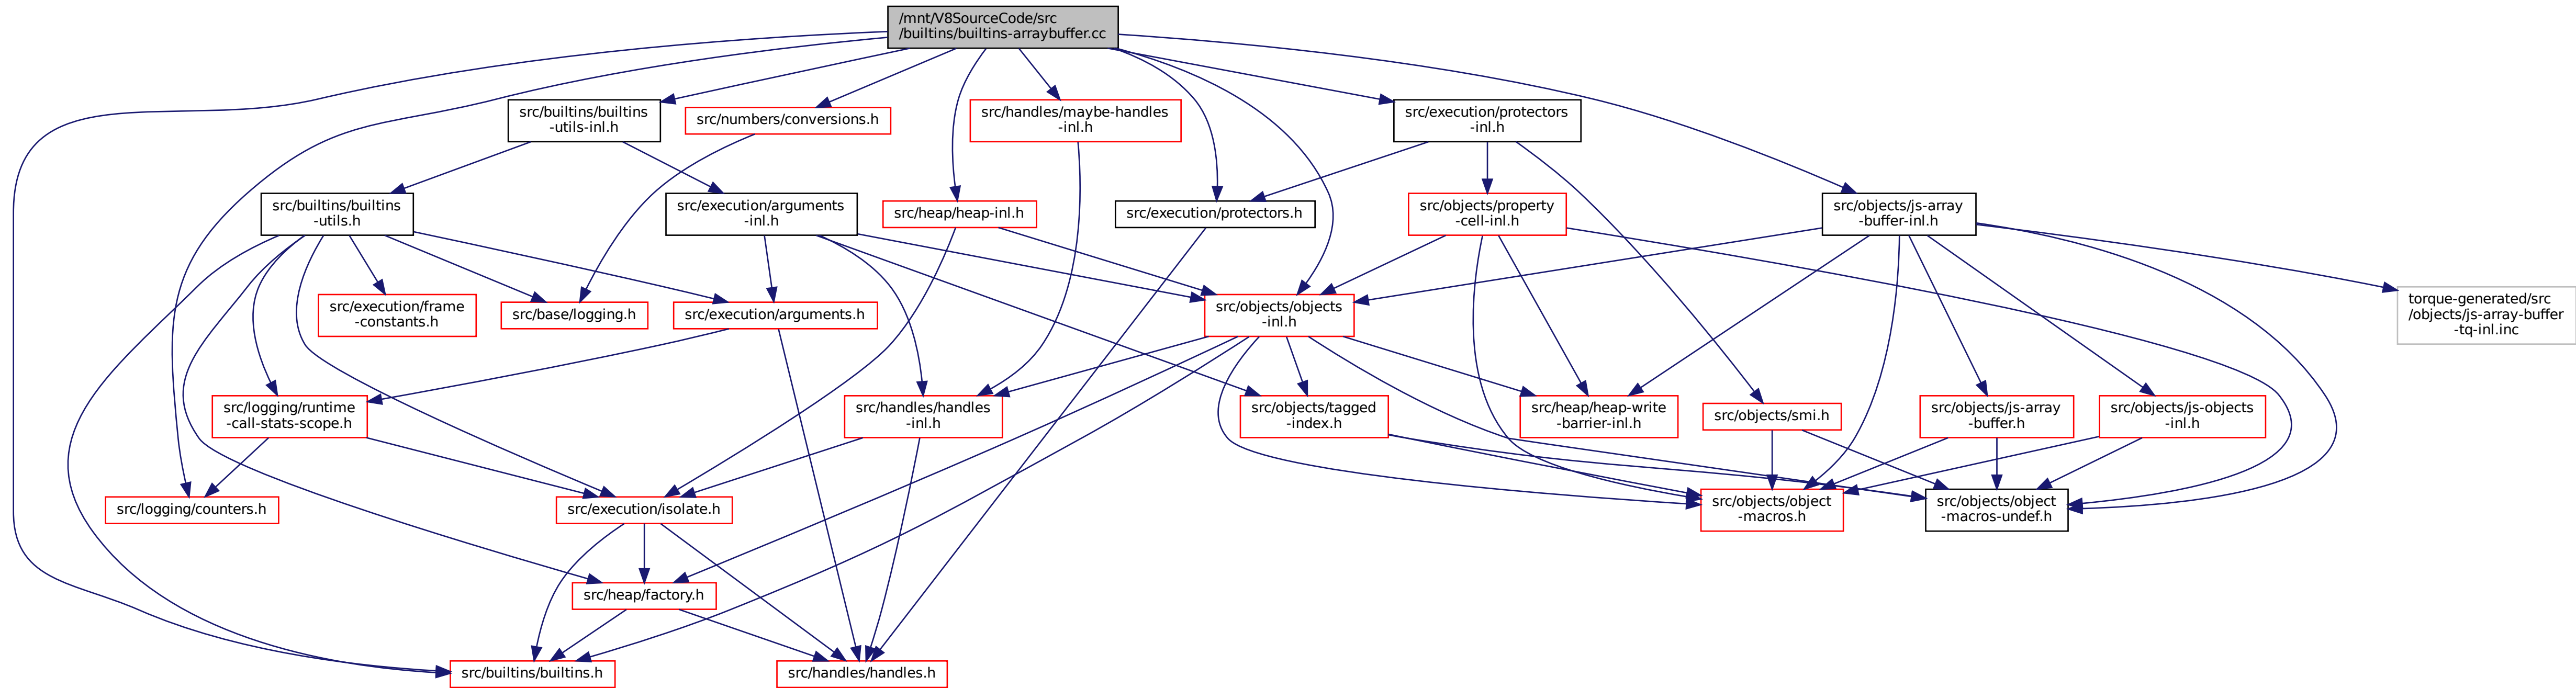 /mnt/V8SourceCode/src
/builtins/builtins-arraybuffer.cc
src/builtins/builtins
-utils-inl.h
src/numbers/conversions.h
src/handles/maybe-handles
-inl.h
src/execution/protectors
-inl.h
src/builtins/builtins
-utils.h
src/execution/arguments
-inl.h
src/heap/heap-inl.h
src/execution/protectors.h
src/objects/property
-cell-inl.h
src/objects/js-array
-buffer-inl.h
src/execution/frame
-constants.h
src/base/logging.h
src/execution/arguments.h
src/objects/objects
-inl.h
torque-generated/src
/objects/js-array-buffer
-tq-inl.inc
src/logging/runtime
-call-stats-scope.h
src/handles/handles
-inl.h
src/objects/tagged
-index.h
src/heap/heap-write
-barrier-inl.h
src/objects/smi.h
src/objects/js-array
-buffer.h
src/objects/js-objects
-inl.h
src/logging/counters.h
src/execution/isolate.h
src/objects/object
-macros.h
src/objects/object
-macros-undef.h
src/heap/factory.h
src/builtins/builtins.h
src/handles/handles.h